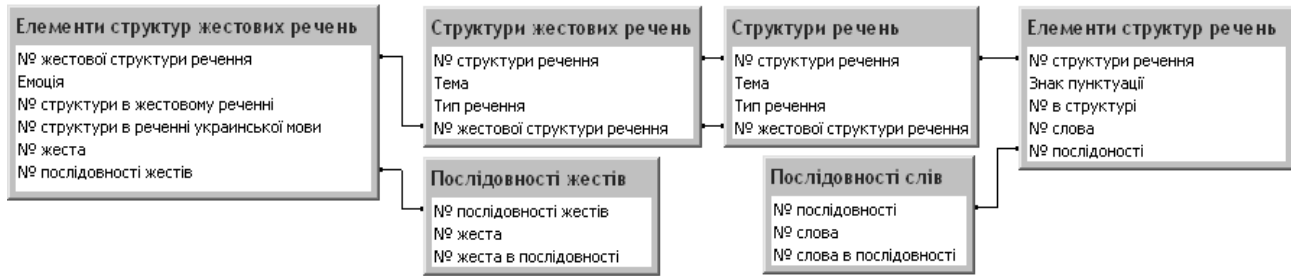 Елементи структур жестових речень
№ жестової структури речення
Емоція
№ структури в жестовому реченні
№ структури в реченні украинської мови
№ жеста
№ послідовності жестів
Структури жестових речень
№ структури речення
Тема
Тип речення
№ жестової структури речення
Структури речень
№ структури речення
Тема
Тип речення
№ жестової структури речення
Елементи структур речень
№ структури речення
Знак пунктуації
№ в структурі
№ слова
№ послідоності
Послідовності жестів
№ послідовності жестів
№ жеста
№ жеста в послідовності
Послідовності слів
№ послідовності
№ слова
№ слова в послідовності